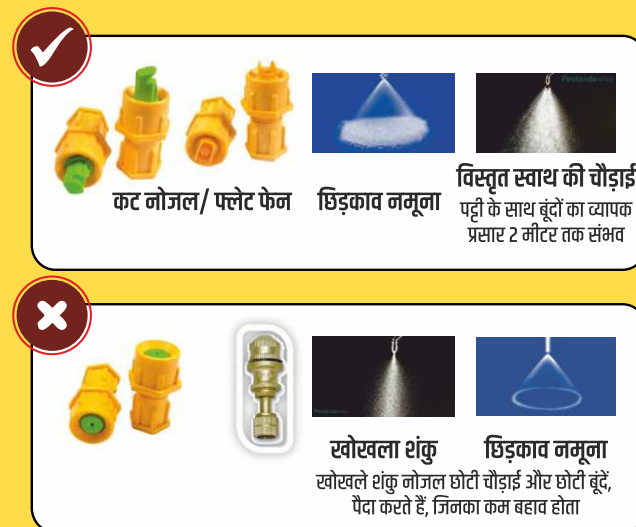 कट नोजल/ फ्लेट फेन
छिड़काव नमूना
विस्तृत स्वाथ की चौड़ाई
पट्टी के साथ बूंदों का व्यापक
प्रसार 2 मीटर तक संभव
खोखला शंकु
छिड़काव नमूना
खोखले शंकु नोजल छोटी चौड़ाई और छोटी बूंदें,
पैदा करते हैं, जिनका कम बहाव होता